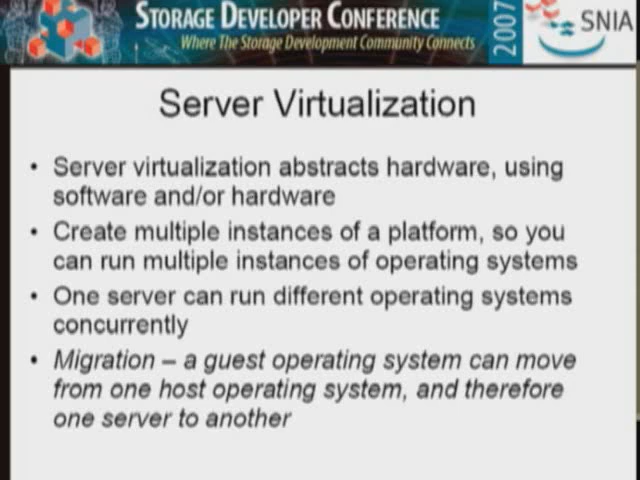 STORAGE DEVELOPER CONFERENCE
Where The Storage Development Community Connects
2007
SNIA
Server Virtualization
• Server virtualization abstracts hardware, using
software and/or hardware
• Create multiple instances of a platform, so you
can run multiple instances of operating systems
• One server can run different operating systems
concurrently
• Migration – a guest operating system can move
from one host operating system, and therefore
one server to another